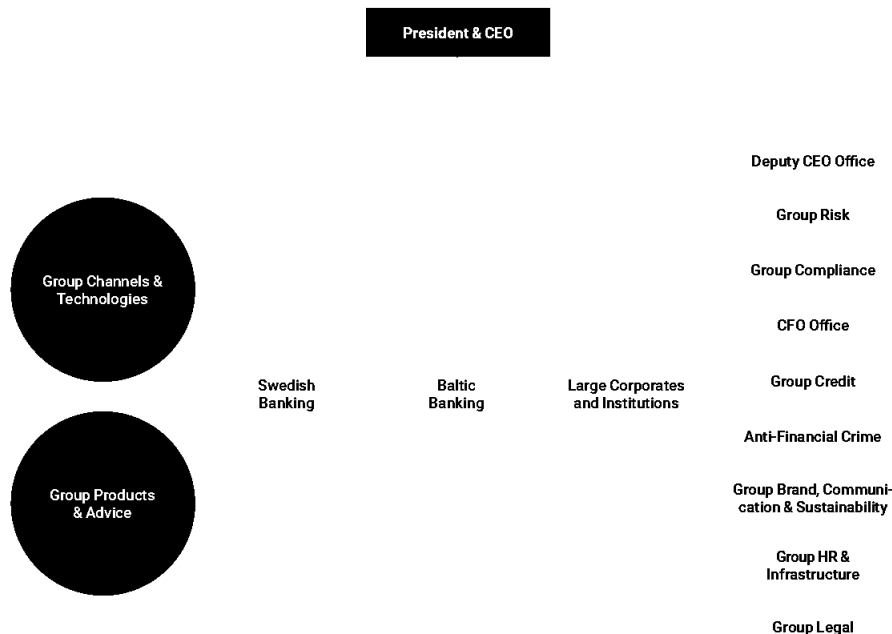 President & CEO
Group Channels &
Technologies
Group Products
& Advice
Swedish
Banking
Baltic
Banking
Large Corporates
and Institutions
Deputy CEO Office
Group Risk
Group Compliance
CFO Office
Group Credit
Anti-Financial Crime
Group Brand, Communi-
cation & Sustainability
Group HR &
Infrastructure
Group Legal